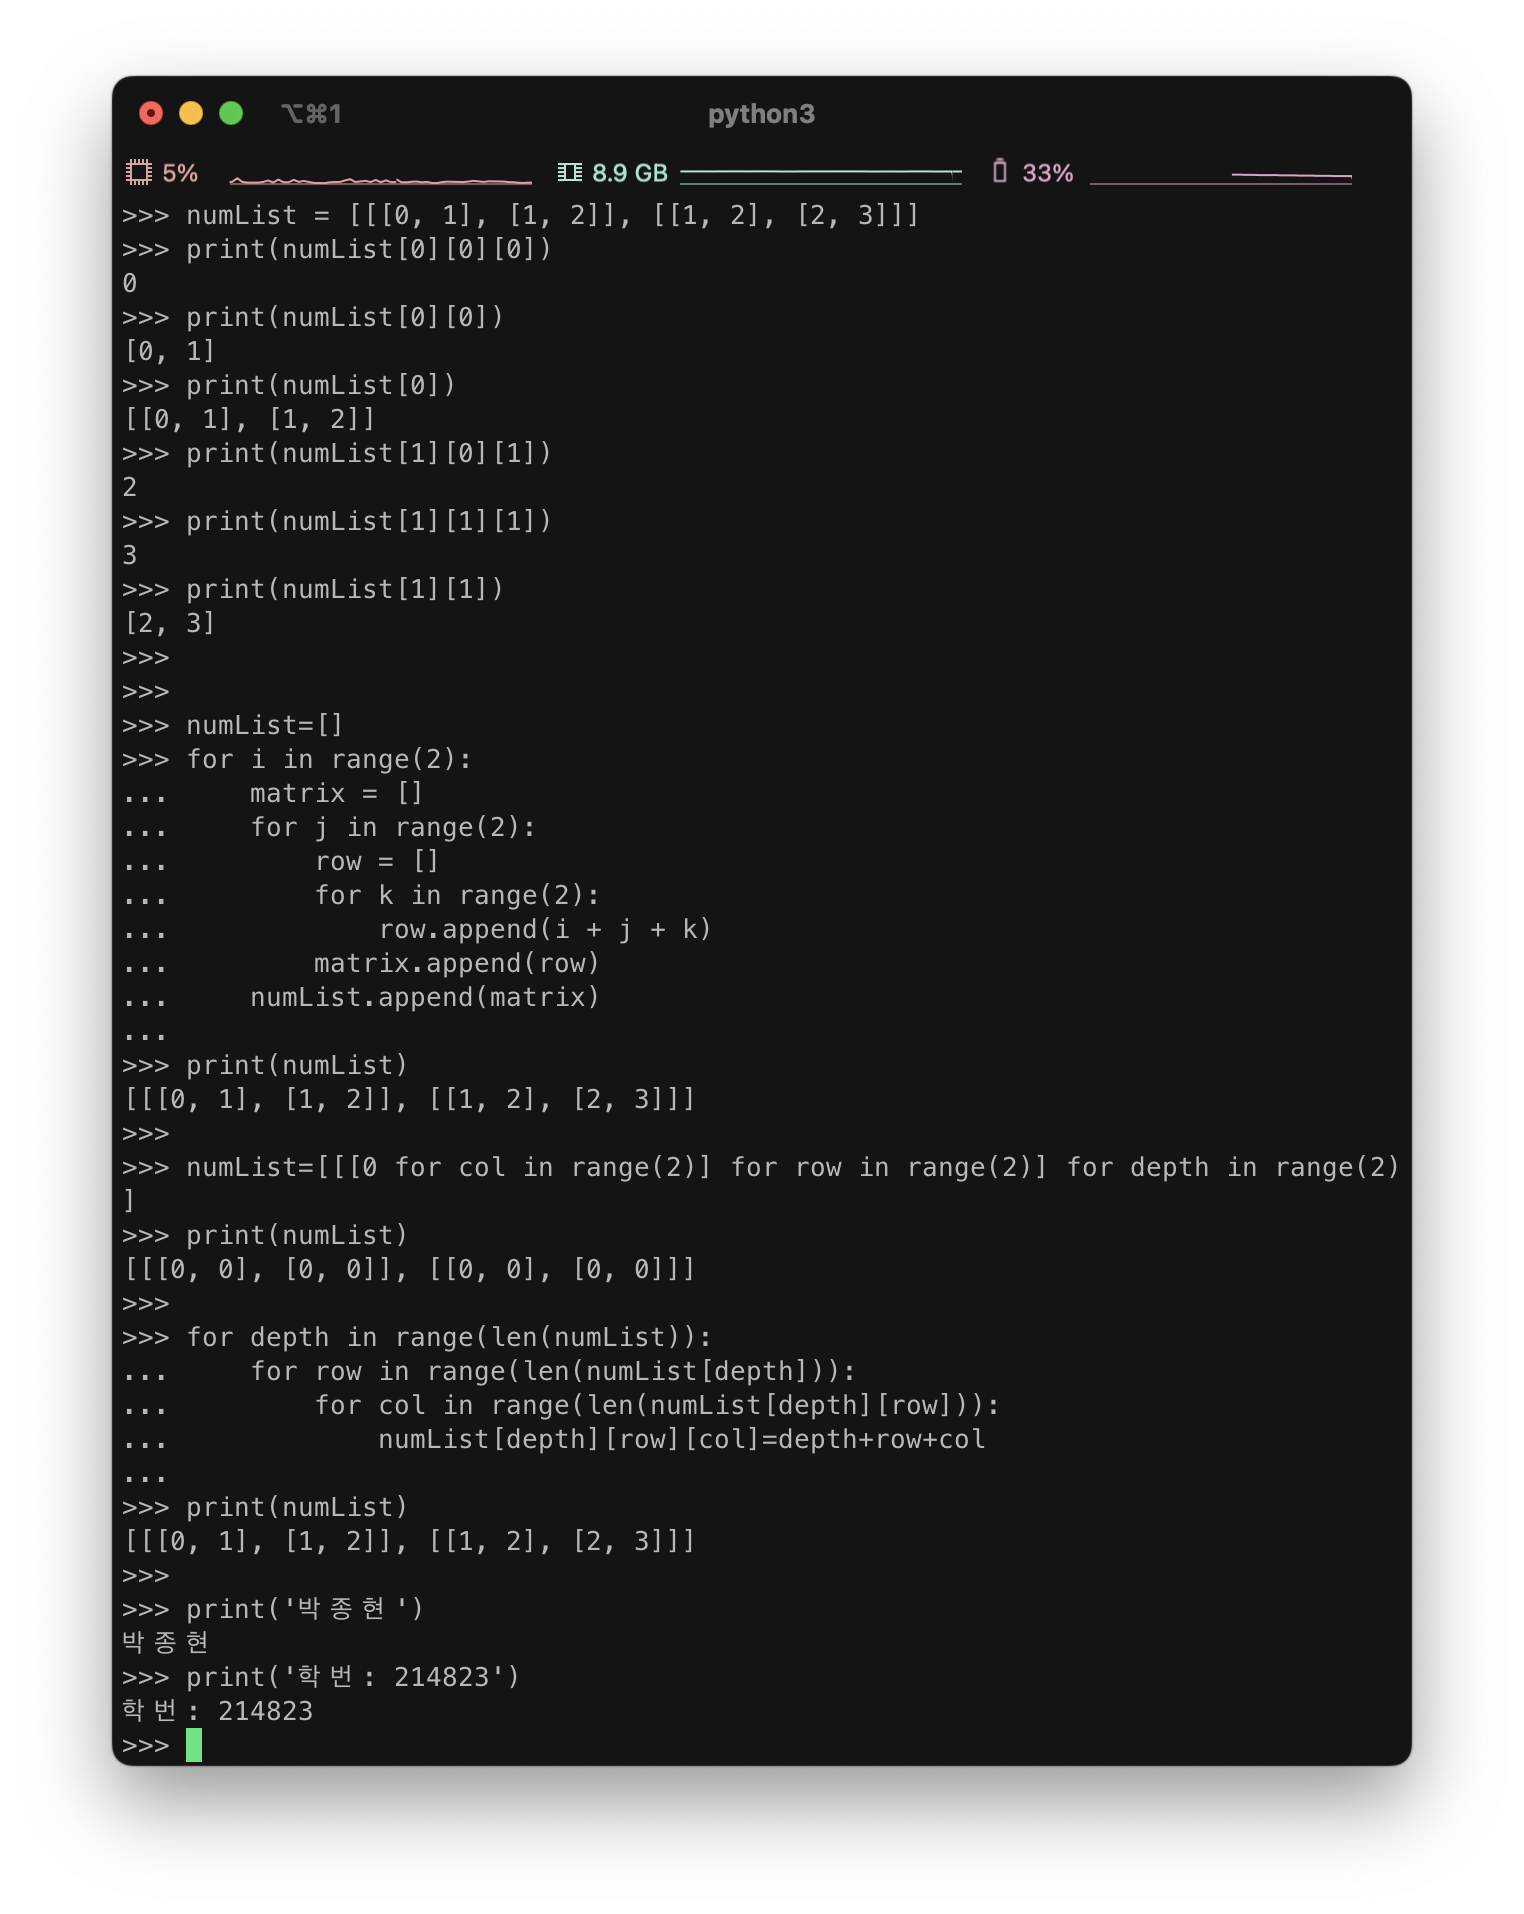 ⌥⌘1 python3
5% 8.9 GB 33%
>>> numList = [[[0, 1], [1, 2]], [[1, 2], [2, 3]]]
>>> print(numList[0][0][0])
0
>>> print(numList[0][0])
[0, 1]
>>> print(numList[0])
[[0, 1], [1, 2]]
>>> print(numList[1][0][1])
2
>>> print(numList[1][1][1])
3
>>> print(numList[1][1])
[2, 3]
>>>
>>>
>>> numList=[]
>>> for i in range(2):
...     matrix = []
...     for j in range(2):
...         row = []
...         for k in range(2):
...             row.append(i + j + k)
...         matrix.append(row)
...     numList.append(matrix)
...
>>> print(numList)
[[[0, 1], [1, 2]], [[1, 2], [2, 3]]]
>>>
>>> numList=[[[0 for col in range(2)] for row in range(2)] for depth in range(2)
]
>>> print(numList)
[[[0, 0], [0, 0]], [[0, 0], [0, 0]]]
>>>
>>> for depth in range(len(numList)):
...     for row in range(len(numList[depth])):
...         for col in range(len(numList[depth][row])):
...             numList[depth][row][col]=depth+row+col
...
>>> print(numList)
[[[0, 1], [1, 2]], [[1, 2], [2, 3]]]
>>>
>>> print('박종현')
박종현
>>> print('학번: 214823')
학번: 214823
>>>